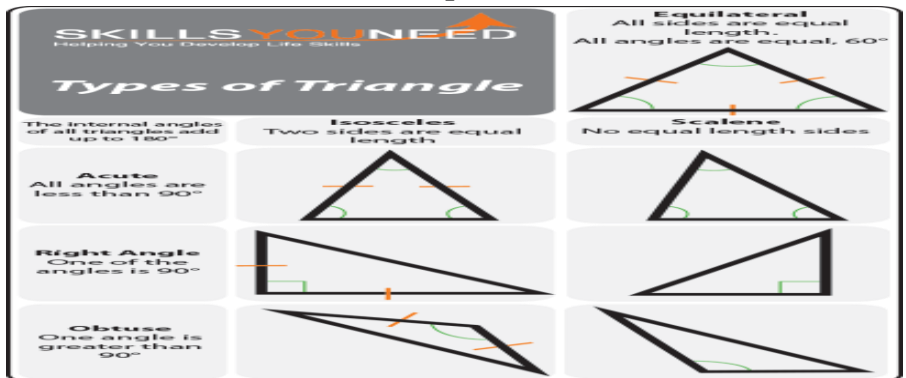 SKILLSYOUNEED
Helping You Develop Life Skills
Types of Triangle
Equilateral
All sides are equal
length.
All angles are equal, 60°
The internal angles
of all triangles add
up to 180°
Isosceles
Two sides are equal
length
Scalene
No equal length sides
Acute
All angles are
less than 90°
Right Angle
One of the
angles is 90°
Obtuse
One angle is
greater than
90°